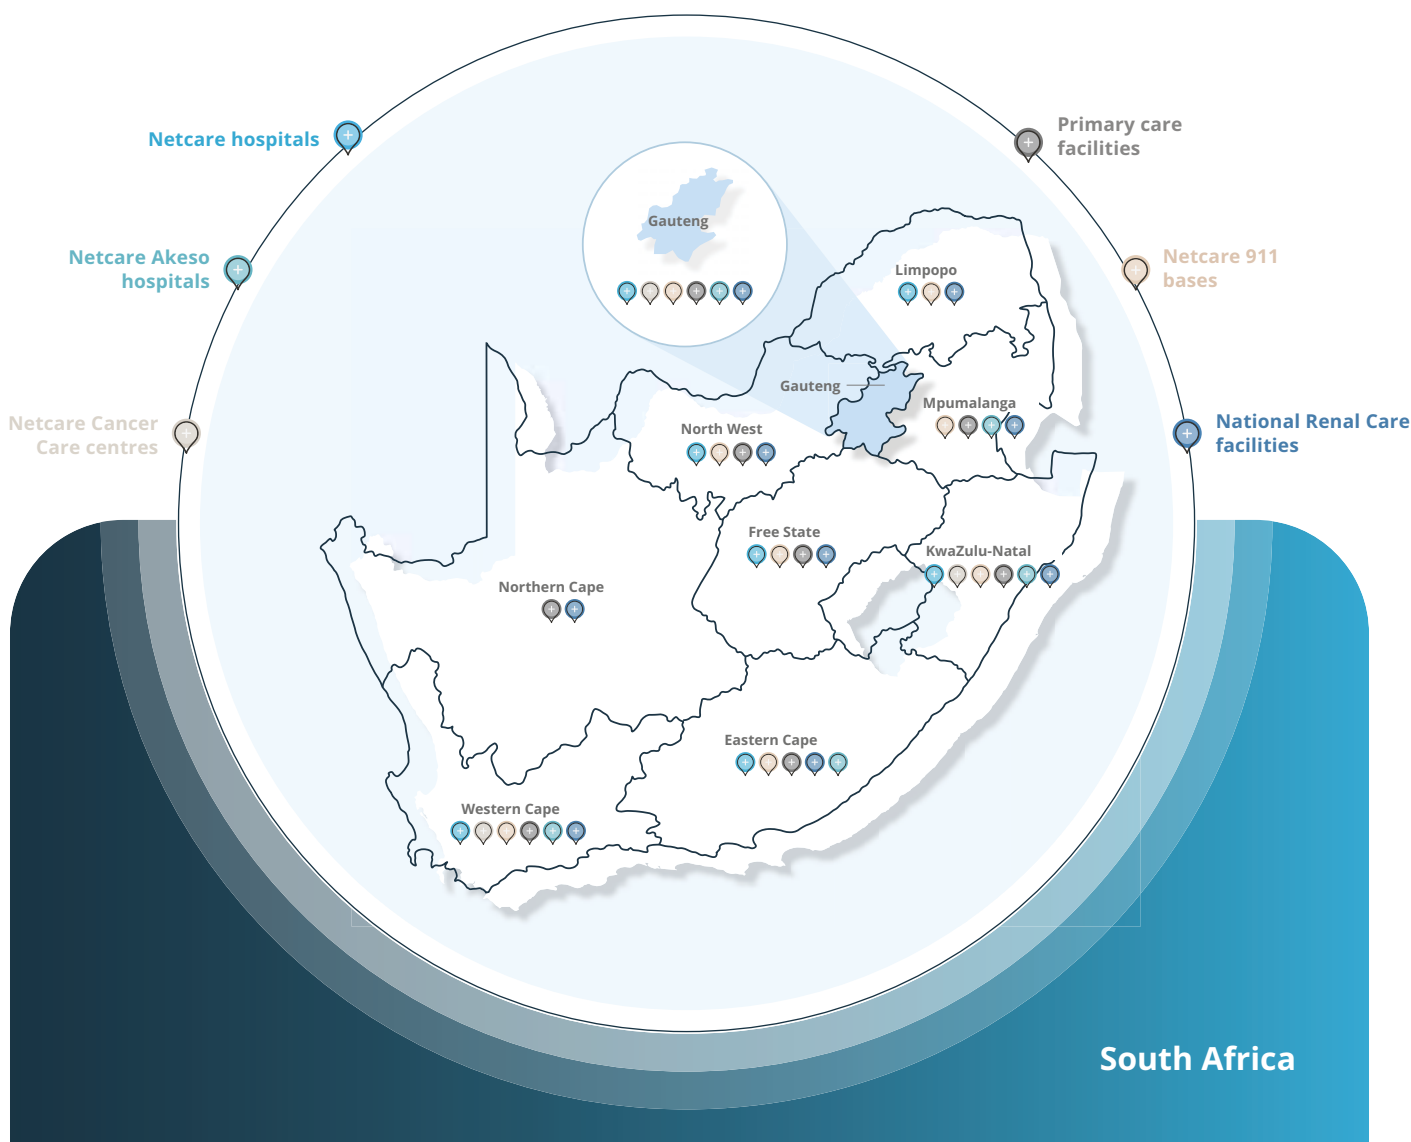 Primary care
facilities
Netcare hospitals
Gauteng
Netcare Akeso
hospitals
Netcare 911
bases
Limpopo
Gauteng
Mpumalanga
Netcare Cancer
Care centres
North West
National Renal Care
facilities
Free State
KwaZulu-Natal
Northern Cape
Eastern Cape
Western Cape
South Africa